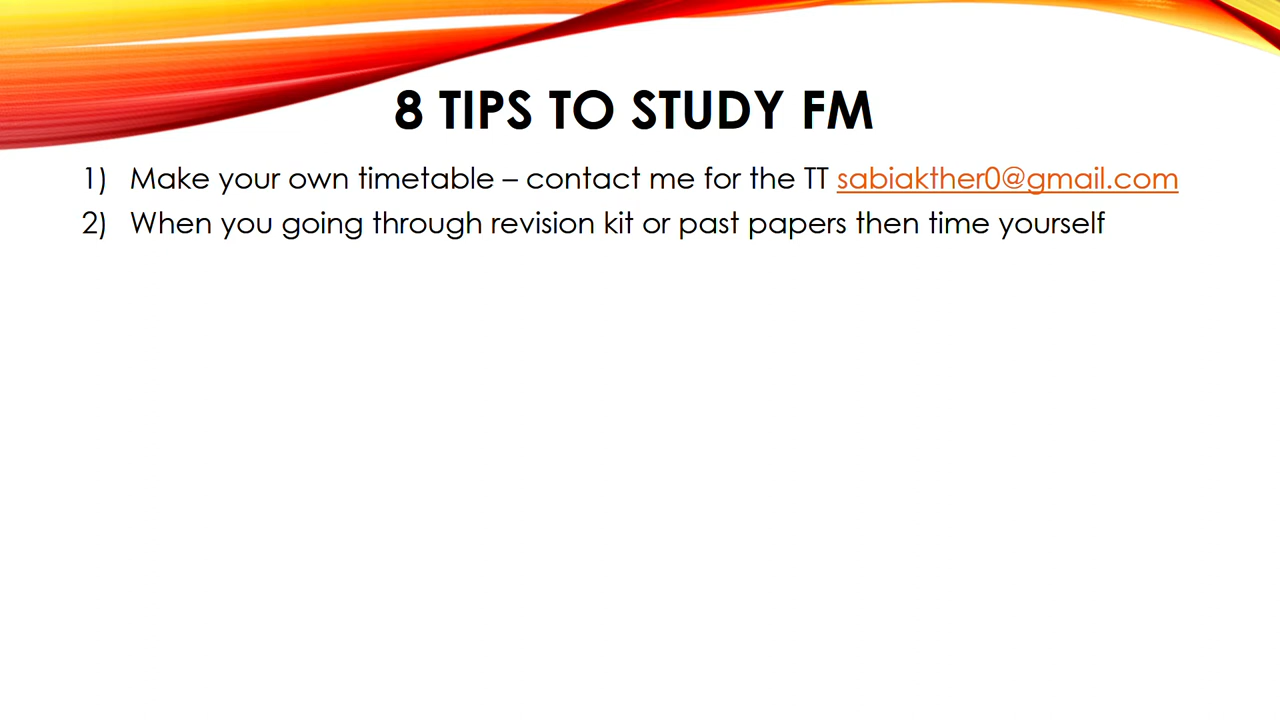 8 TIPS TO STUDY FM
1) Make your own timetable – contact me for the TT sabiakther0@gmail.com
2) When you going through revision kit or past papers then time yourself